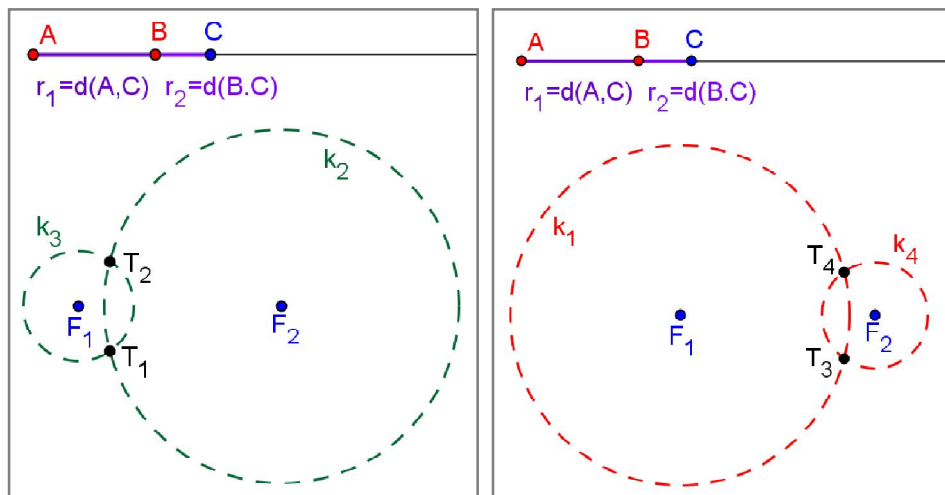 A B C
r₁=d(A,C) r₂=d(B.C)
k₂
k₃
T₂
F₁ F₂
T₁
A B C
r₁=d(A,C) r₂=d(B.C)
k₁
k₄
T₄
F₁ F₂
T₃